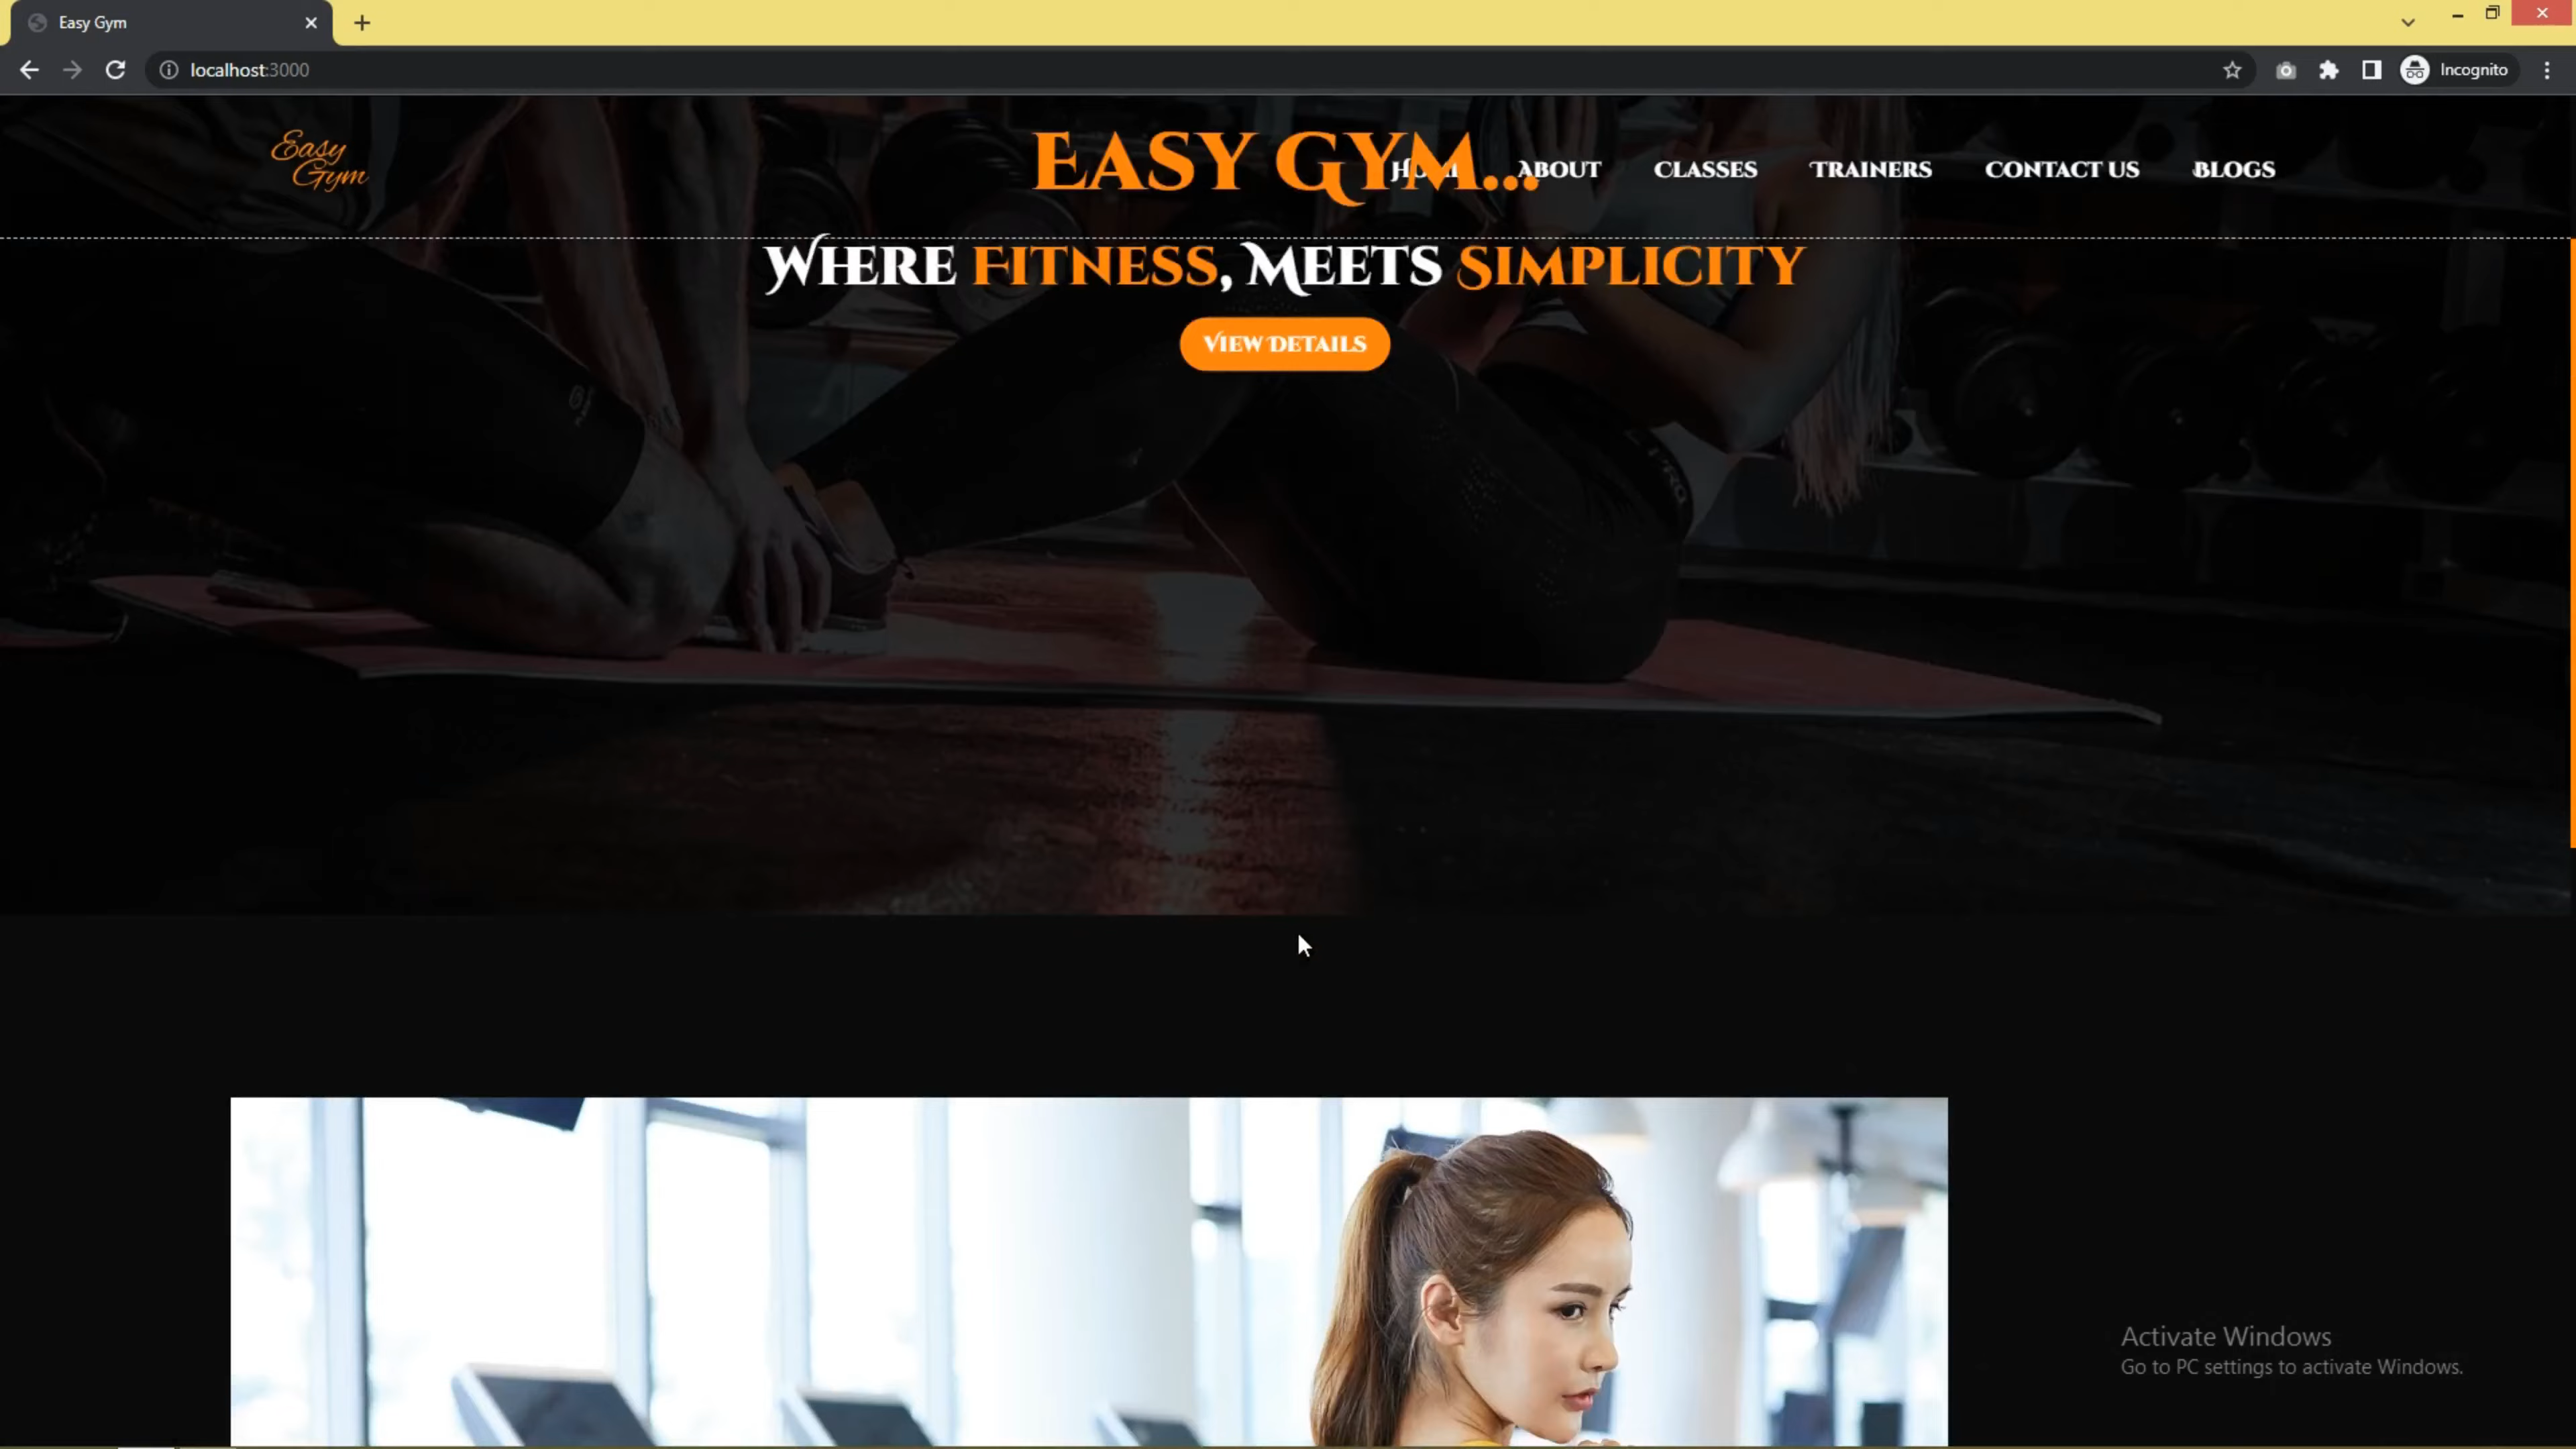 Easy Gym
localhost:3000
Incognito
Easy
Gym
EASY GYM...
ABOUT
CLASSES
TRAINERS
CONTACT US
BLOGS
WHERE FITNESS, MEETS SIMPLICITY
VIEW DETAILS
Activate Windows
Go to PC settings to activate Windows.